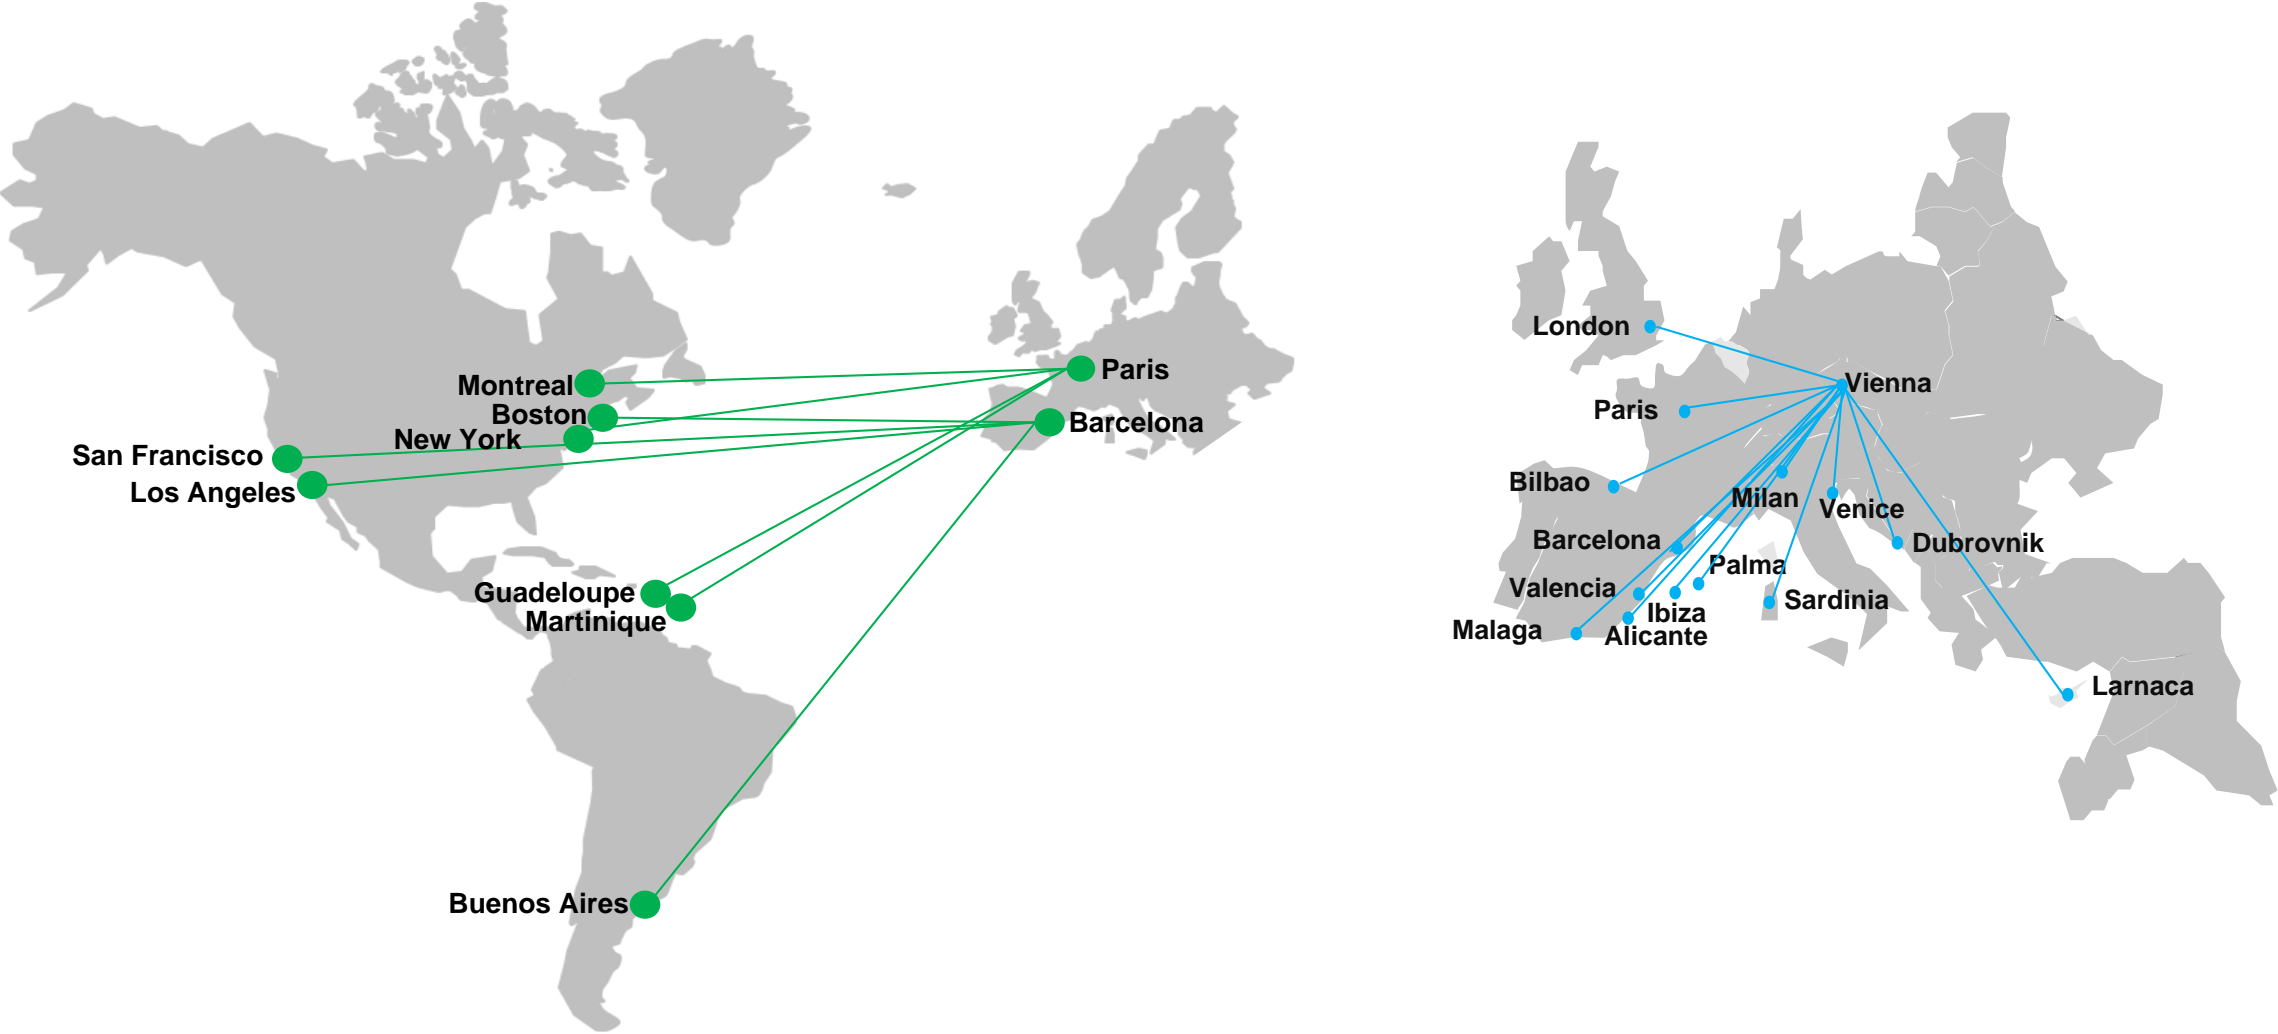 Montreal
Boston
New York
San Francisco
Los Angeles
Guadeloupe
Martinique
Buenos Aires
Paris
Barcelona
London
Vienna
Paris
Bilbao
Milan
Venice
Barcelona
Dubrovnik
Palma
Valencia
Sardinia
Ibiza
Malaga
Alicante
Larnaca